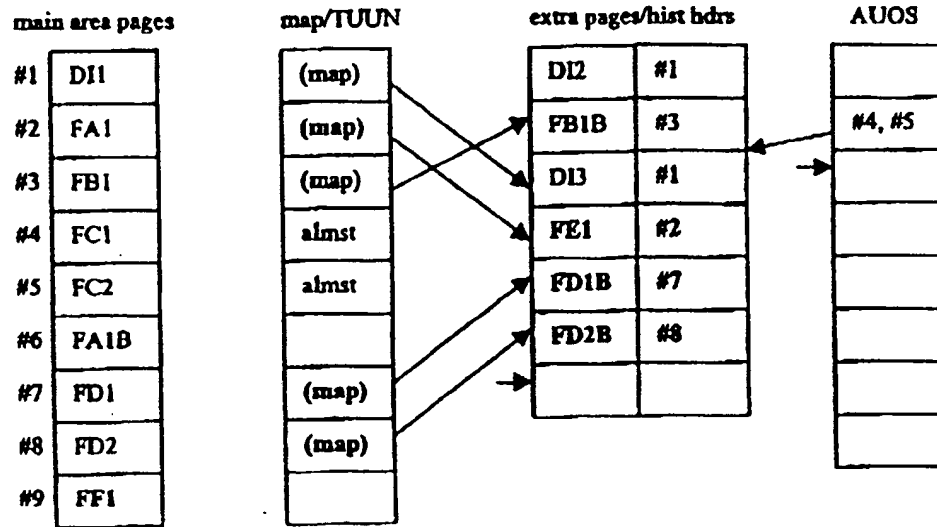 main area pages map/TUUN extra pages/hist hdrs AUOS
#1 DI1 (map) DI2 #1
#2 FA1 (map) FB1B #3 #4, #5
#3 FB1 (map) DI3 #1
#4 FC1 almst FE1 #2
#5 FC2 almst FD1B #7
#6 FA1B FD2B #8
#7 FD1 (map)
#8 FD2 (map)
#9 FF1